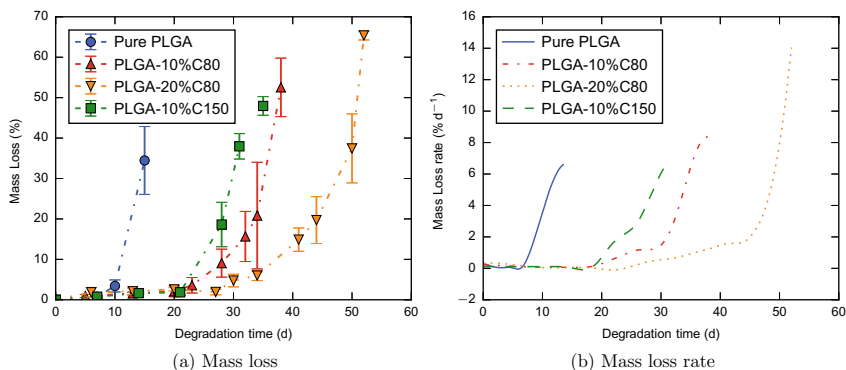 70
60
50
40
30
20
10
0
Mass Loss (%)
Pure PLGA
PLGA-10%C80
PLGA-20%C80
PLGA-10%C150
0 10 20 30 40 50 60
Degradation time (d)
(a) Mass loss
16
14
12
10
8
6
4
2
0
−2
Mass Loss rate (% d⁻¹)
Pure PLGA
PLGA-10%C80
PLGA-20%C80
PLGA-10%C150
0 10 20 30 40 50 60
Degradation time (d)
(b) Mass loss rate